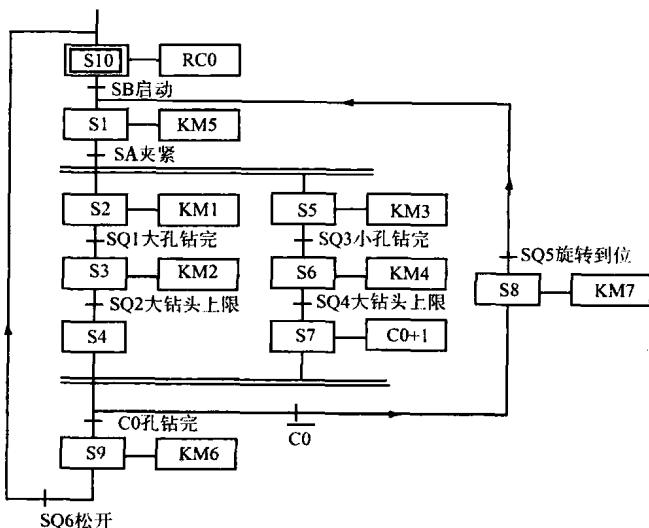 S10
RC0
SB启动
S1
KM5
SA夹紧
S2
KM1
S5
KM3
SQ1大孔钻完
SQ3小孔钻完
SQ5旋转到位
S3
KM2
S6
KM4
S8
KM7
SQ2大钻头上限
SQ4大钻头上限
S4
S7
C0+1
C0孔钻完
C0
S9
KM6
SQ6松开